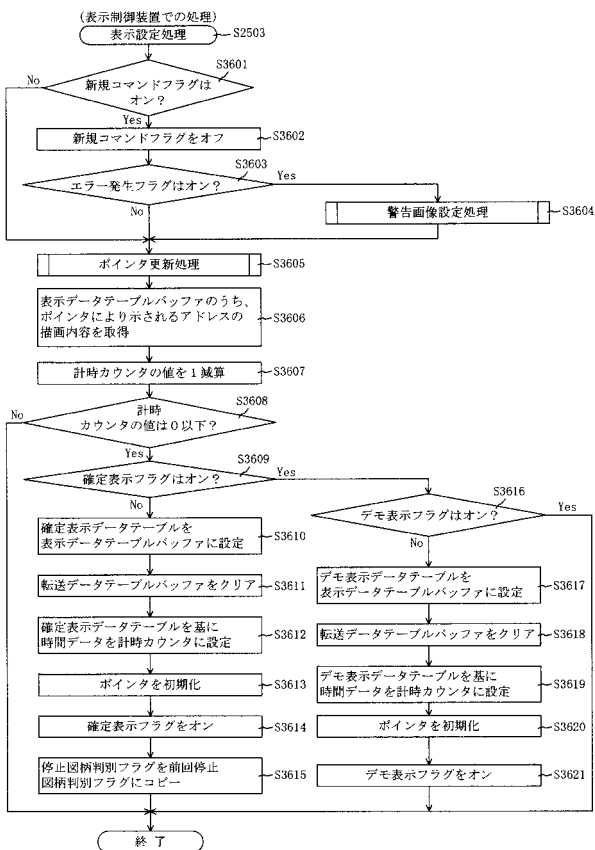 (表示制御装置での処理)
表示設定処理
S2503
S3601
新規コマンドフラグは
オン?
No
Yes
新規コマンドフラグをオフ
S3602
S3603
エラー発生フラグはオン?
Yes
No
警告画像設定処理
S3604
ポインタ更新処理
S3605
表示データテーブルバッファのうち、
ポインタにより示されるアドレスの
描画内容を取得
S3606
計時カウンタの値を1減算
S3607
S3608
計時
カウンタの値は0以下?
No
Yes
S3609
確定表示フラグはオン?
Yes
No
S3616
デモ表示フラグはオン?
Yes
No
確定表示データテーブルを
表示データテーブルバッファに設定
S3610
転送データテーブルバッファをクリア
S3611
確定表示データテーブルを基に
時間データを計時カウンタに設定
S3612
ポインタを初期化
S3613
確定表示フラグをオン
S3614
停止図柄判別フラグを前回停止
図柄判別フラグにコピー
S3615
デモ表示データテーブルを
表示データテーブルバッファに設定
S3617
転送データテーブルバッファをクリア
S3618
デモ表示データテーブルを基に
時間データを計時カウンタに設定
S3619
ポインタを初期化
S3620
デモ表示フラグをオン
S3621
終了